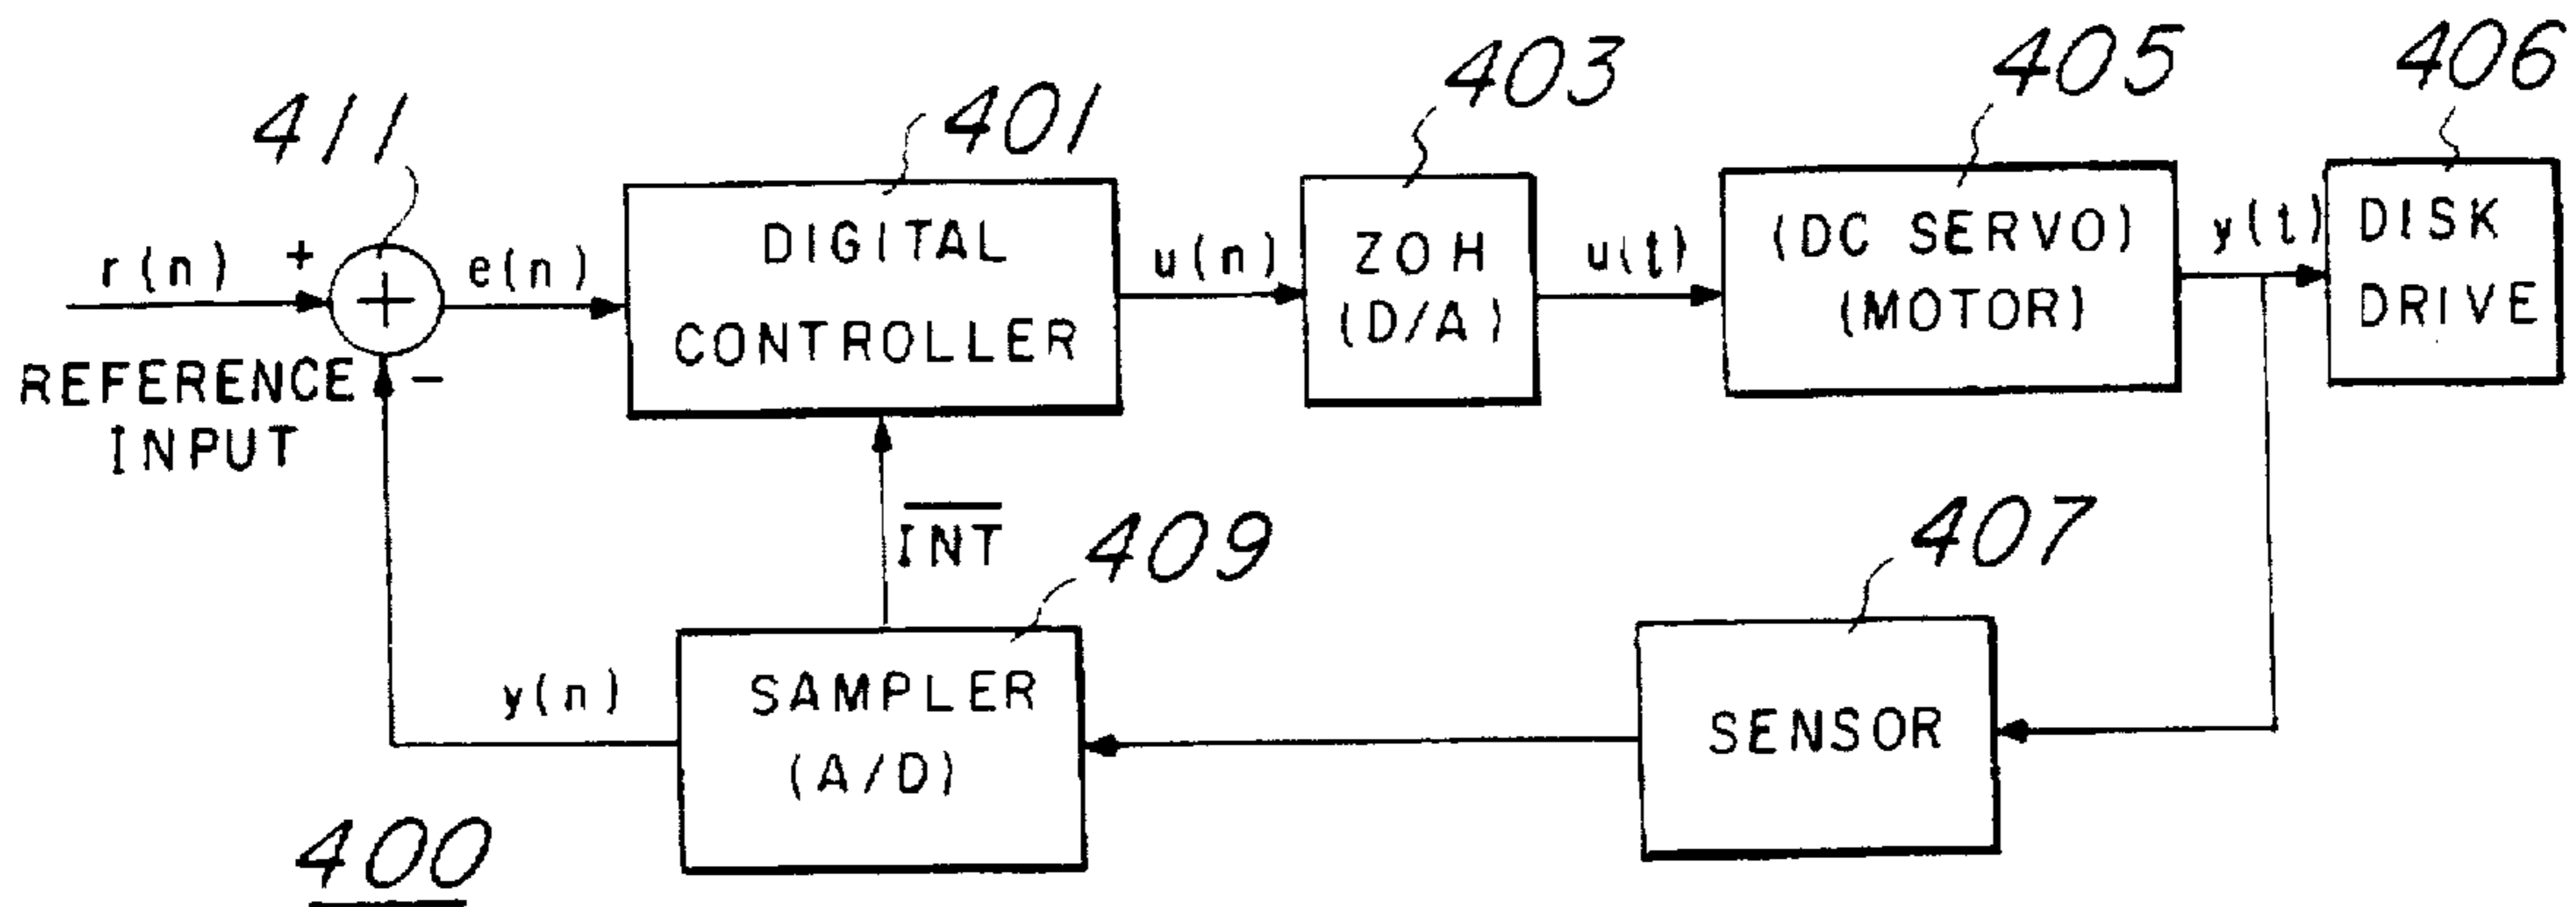 411
401
403
405
406
r(n)
+
+
e(n)
DIGITAL
CONTROLLER
u(n)
ZOH
(D/A)
u(t)
(DC SERVO)
(MOTOR)
y(t)
DISK
DRIVE
REFERENCE
INPUT
-
INT
409
407
y(n)
SAMPLER
(A/D)
SENSOR
400